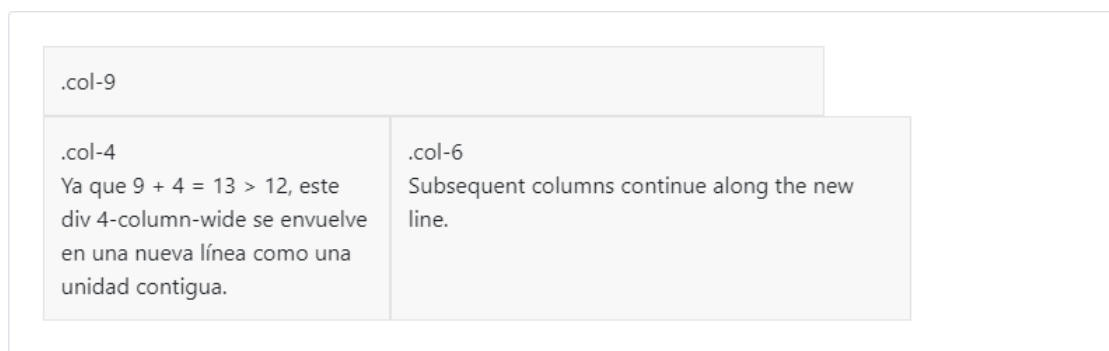 .col-9
.col-4
Ya que 9 + 4 = 13 > 12, este
div 4-column-wide se envuelve
en una nueva línea como una
unidad contigua.
.col-6
Subsequent columns continue along the new
line.